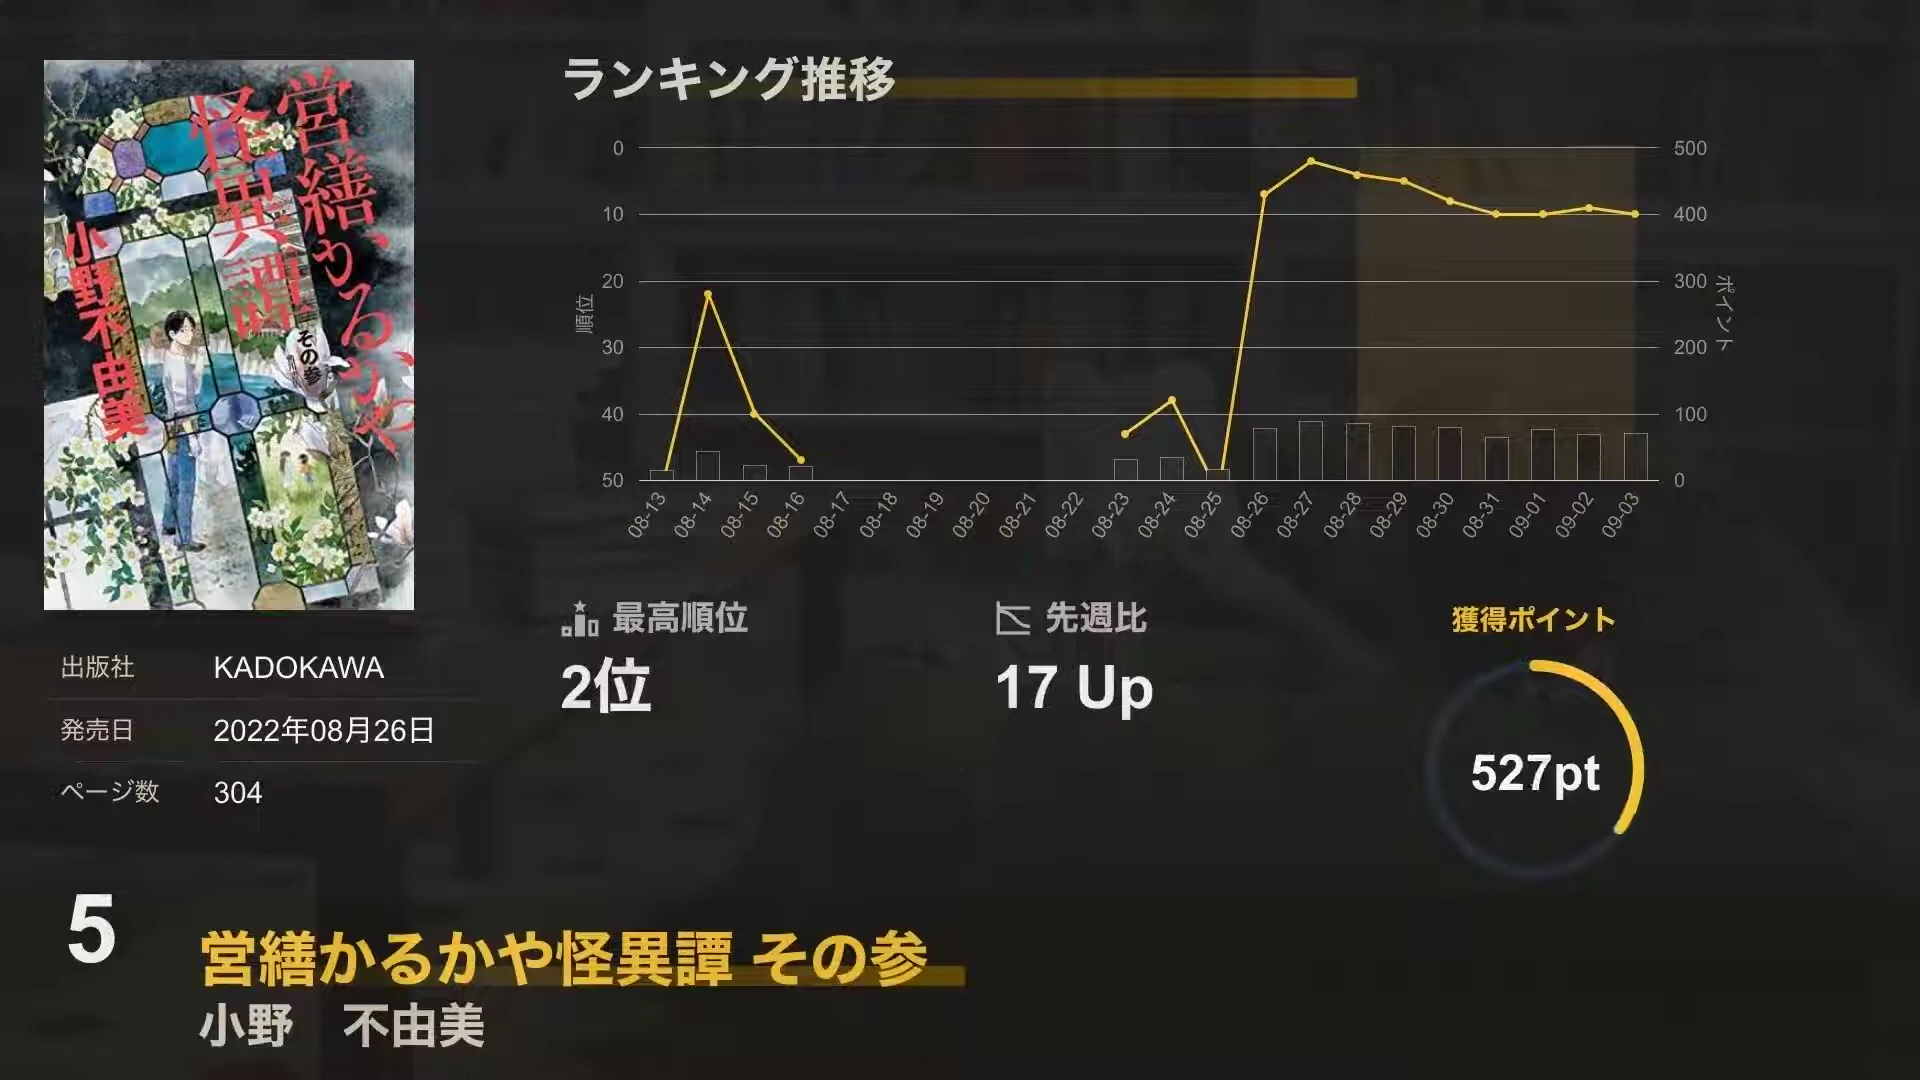 営繕かるかや
怪異譚
その参
小野不由美
ランキング推移
順位
0
10
20
30
40
50
500
400
300
200
100
0
ポイント
08-13 08-14 08-15 08-16 08-17 08-18 08-19 08-20 08-21 08-22 08-23 08-24 08-25 08-26 08-27 08-28 08-29 08-30 08-31 09-01 09-02 09-03
最高順位
2位
先週比
17 Up
獲得ポイント
527pt
出版社 KADOKAWA
発売日 2022年08月26日
ページ数 304
5
営繕かるかや怪異譚 その参
小野　不由美